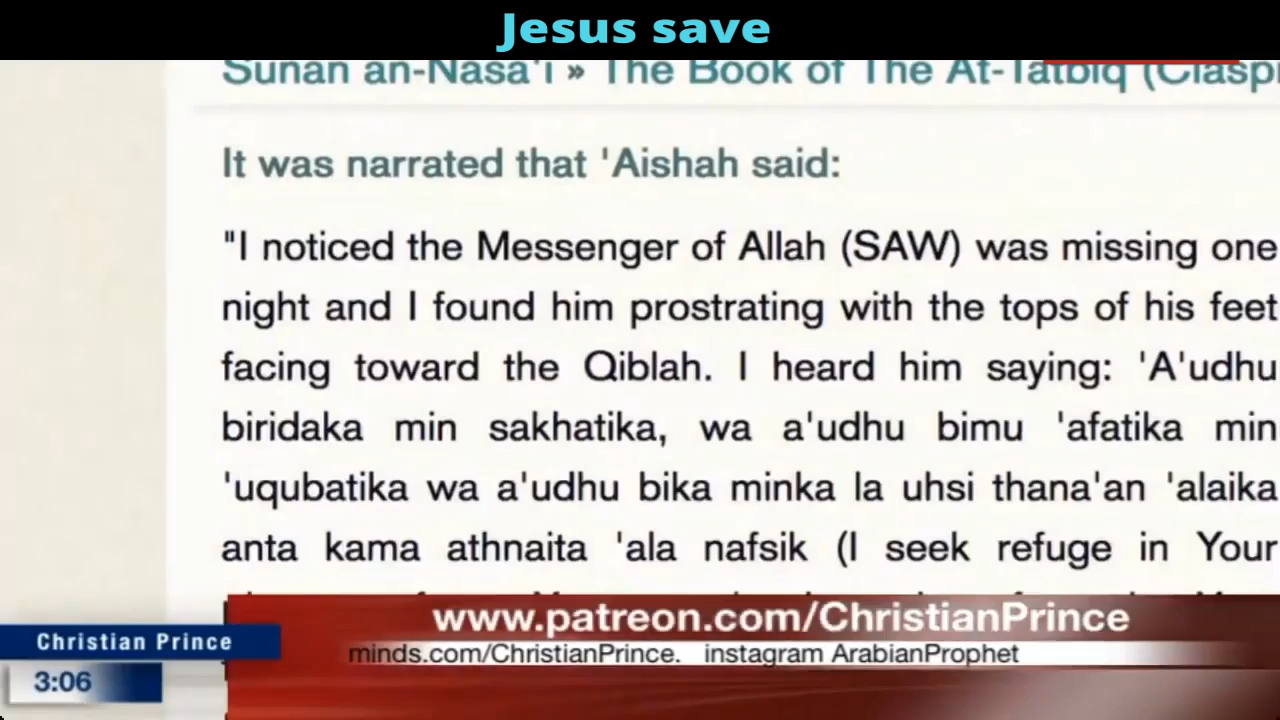 Jesus save
Sunan an-Nasa'i » The Book of The At-Tatbiq (Claspi
It was narrated that 'Aishah said:
"I noticed the Messenger of Allah (SAW) was missing one
night and I found him prostrating with the tops of his feet
facing toward the Qiblah. I heard him saying: 'A'udhu
biridaka min sakhatika, wa a'udhu bimu 'afatika min
'uqubatika wa a'udhu bika minka la uhsi thana'an 'alaika
anta kama athnaita 'ala nafsik (I seek refuge in Your
www.patreon.com/ChristianPrince
Christian Prince
minds.com/ChristianPrince. instagram ArabianProphet
3:06